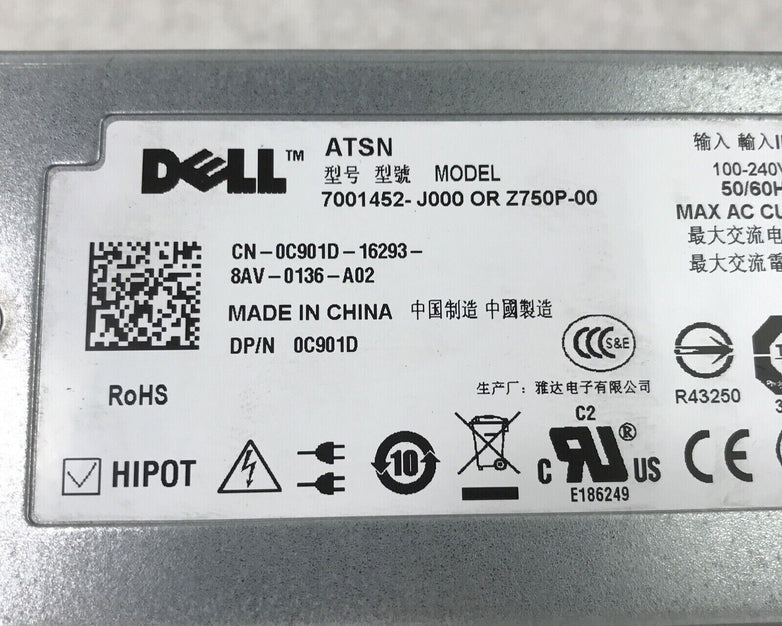 DELL™
ATSN
型号 型號 MODEL
7001452- J000 OR Z750P-00
CN-0C901D-16293-
8AV-0136-A02
MADE IN CHINA 中国制造 中國製造
DP/N 0C901D
RoHS
S&E
生产厂: 雅达电子有限公司
HIPOT
10
C2
C UR® US
E186249
输入 輸入
100-240V
50/60H
MAX AC CU
最大交流电
最大交流電
R43250
CE